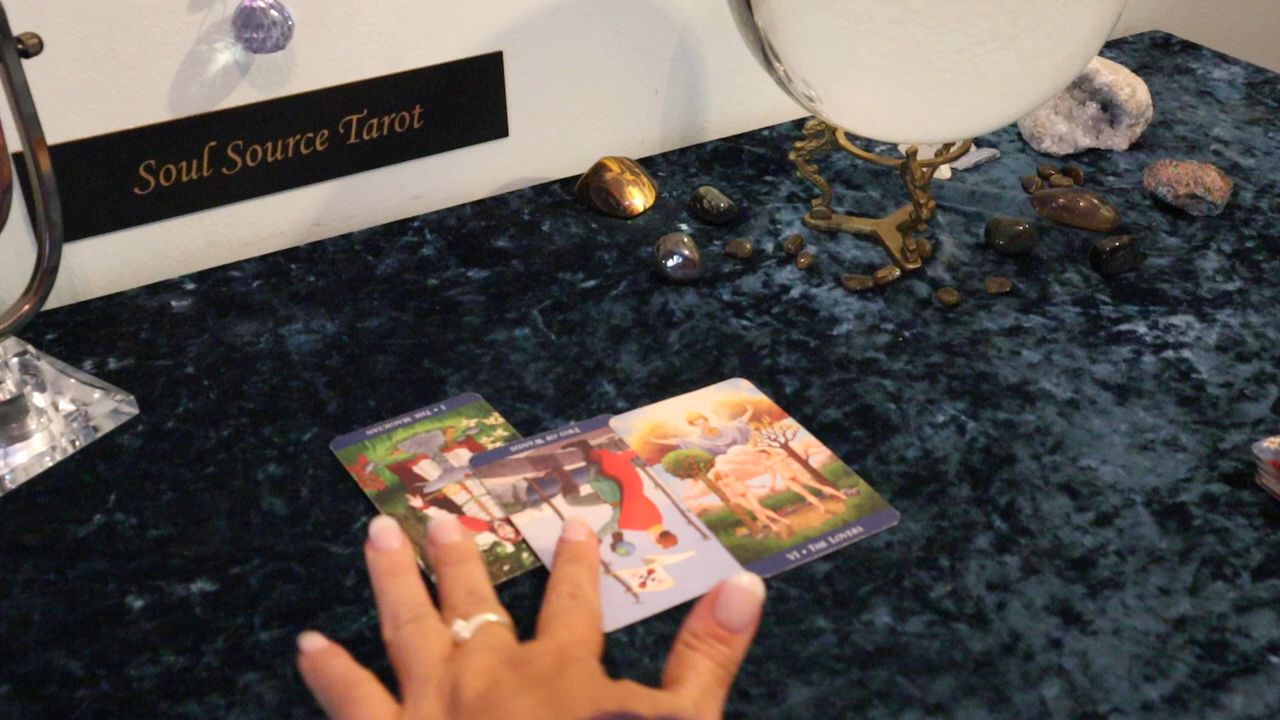 Soul Source Tarot
I • THE MAGICIAN
TWO OF WANDS
VI • THE LOVERS